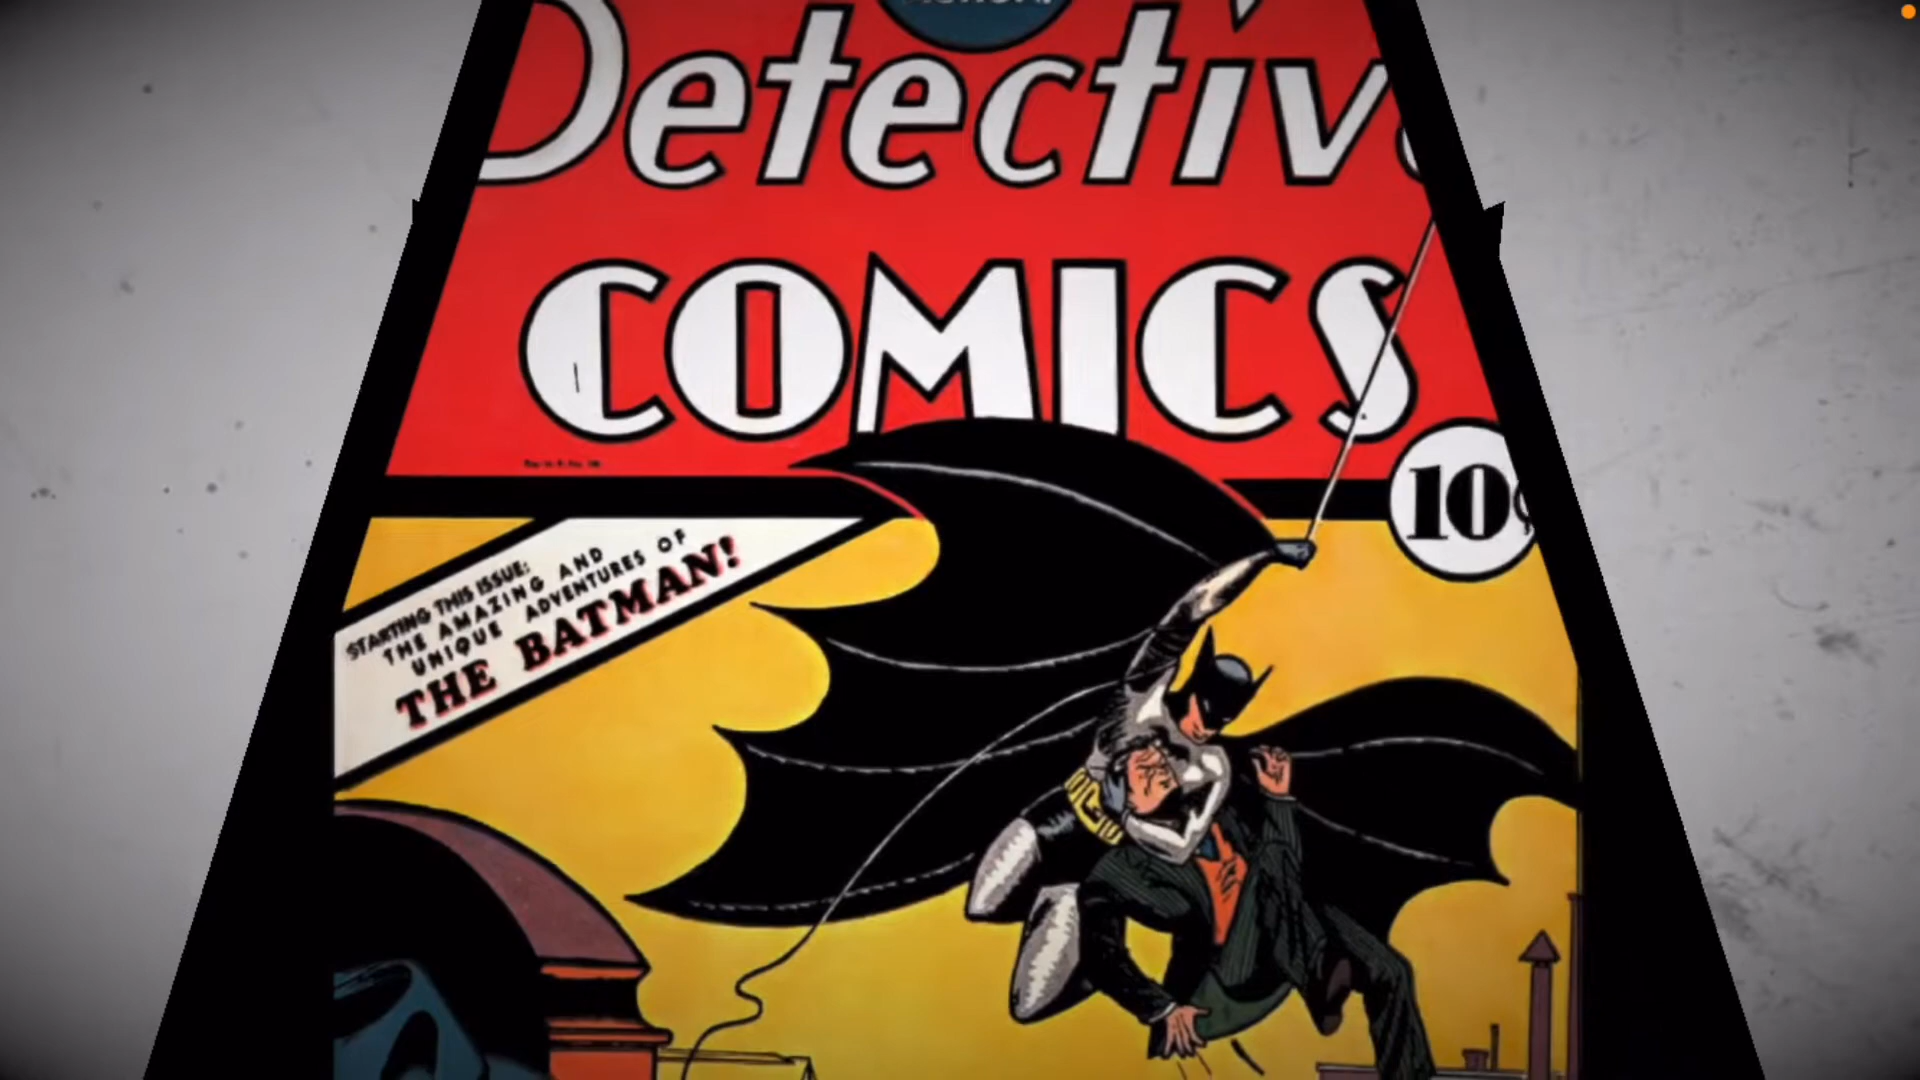 Detectiv
COMICS
10¢
STARTING THIS ISSUE:
THE AMAZING AND
UNIQUE ADVENTURES OF
THE BATMAN!